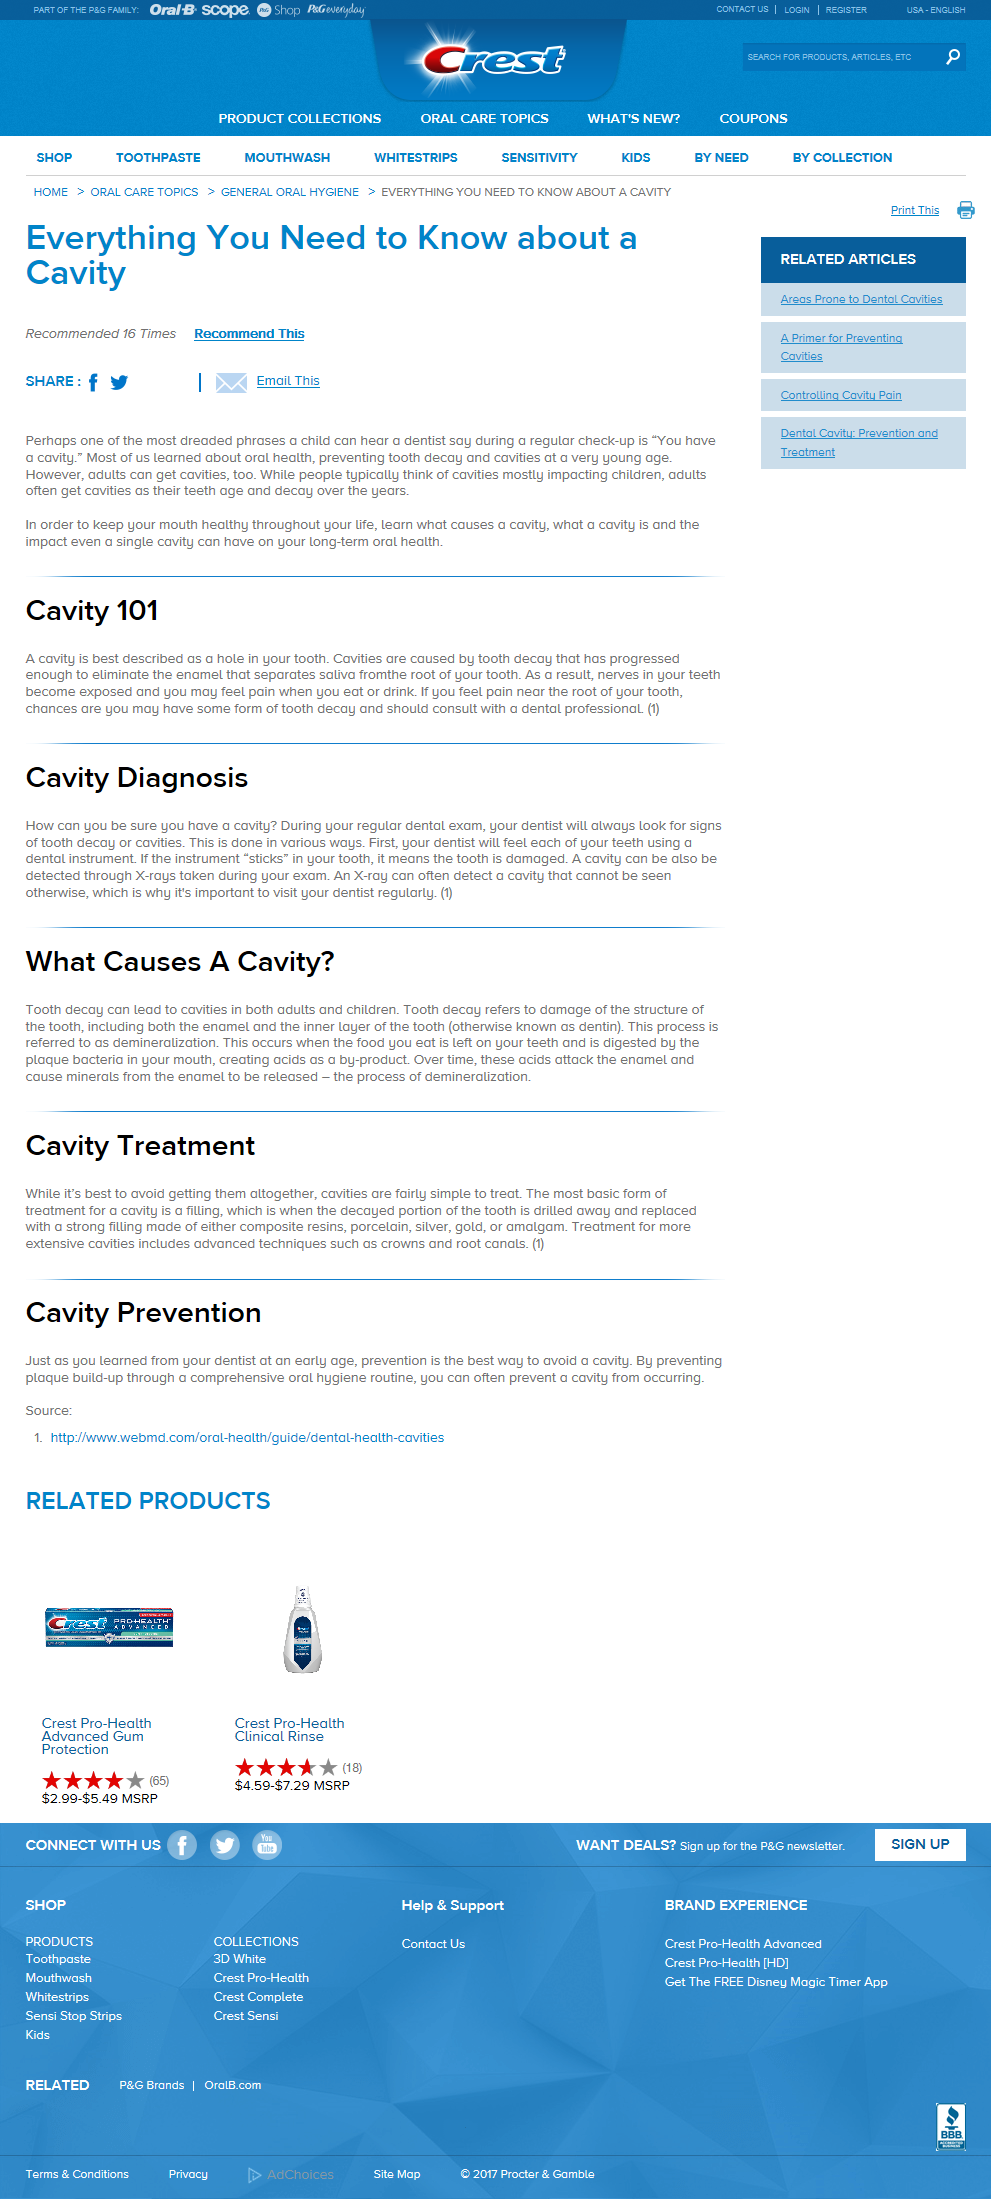 PART OF THE P&G FAMILY: Oral-B scope P&G Shop P&G everyday
CONTACT US | LOGIN | REGISTER USA - ENGLISH
Crest
SEARCH FOR PRODUCTS, ARTICLES, ETC
PRODUCT COLLECTIONS ORAL CARE TOPICS WHAT'S NEW? COUPONS
SHOP TOOTHPASTE MOUTHWASH WHITESTRIPS SENSITIVITY KIDS BY NEED BY COLLECTION
HOME > ORAL CARE TOPICS > GENERAL ORAL HYGIENE > EVERYTHING YOU NEED TO KNOW ABOUT A CAVITY
Print This
Everything You Need to Know about a
Cavity
Recommended 16 Times Recommend This
SHARE : | Email This
RELATED ARTICLES
Areas Prone to Dental Cavities
A Primer for Preventing
Cavities
Controlling Cavity Pain
Dental Cavity: Prevention and
Treatment
Perhaps one of the most dreaded phrases a child can hear a dentist say during a regular check-up is “You have
a cavity.” Most of us learned about oral health, preventing tooth decay and cavities at a very young age.
However, adults can get cavities, too. While people typically think of cavities mostly impacting children, adults
often get cavities as their teeth age and decay over the years.
In order to keep your mouth healthy throughout your life, learn what causes a cavity, what a cavity is and the
impact even a single cavity can have on your long-term oral health.
Cavity 101
A cavity is best described as a hole in your tooth. Cavities are caused by tooth decay that has progressed
enough to eliminate the enamel that separates saliva fromthe root of your tooth. As a result, nerves in your teeth
become exposed and you may feel pain when you eat or drink. If you feel pain near the root of your tooth,
chances are you may have some form of tooth decay and should consult with a dental professional. (1)
Cavity Diagnosis
How can you be sure you have a cavity? During your regular dental exam, your dentist will always look for signs
of tooth decay or cavities. This is done in various ways. First, your dentist will feel each of your teeth using a
dental instrument. If the instrument “sticks” in your tooth, it means the tooth is damaged. A cavity can be also be
detected through X-rays taken during your exam. An X-ray can often detect a cavity that cannot be seen
otherwise, which is why it's important to visit your dentist regularly. (1)
What Causes A Cavity?
Tooth decay can lead to cavities in both adults and children. Tooth decay refers to damage of the structure of
the tooth, including both the enamel and the inner layer of the tooth (otherwise known as dentin). This process is
referred to as demineralization. This occurs when the food you eat is left on your teeth and is digested by the
plaque bacteria in your mouth, creating acids as a by-product. Over time, these acids attack the enamel and
cause minerals from the enamel to be released – the process of demineralization.
Cavity Treatment
While it’s best to avoid getting them altogether, cavities are fairly simple to treat. The most basic form of
treatment for a cavity is a filling, which is when the decayed portion of the tooth is drilled away and replaced
with a strong filling made of either composite resins, porcelain, silver, gold, or amalgam. Treatment for more
extensive cavities includes advanced techniques such as crowns and root canals. (1)
Cavity Prevention
Just as you learned from your dentist at an early age, prevention is the best way to avoid a cavity. By preventing
plaque build-up through a comprehensive oral hygiene routine, you can often prevent a cavity from occurring.
Source:
1. http://www.webmd.com/oral-health/guide/dental-health-cavities
RELATED PRODUCTS
Crest PRO-HEALTH
ADVANCED
Crest Pro-Health
Advanced Gum
Protection
(65)
$2.99-$5.49 MSRP
Crest Pro-Health
Clinical Rinse
(18)
$4.59-$7.29 MSRP
CONNECT WITH US You Tube
WANT DEALS? Sign up for the P&G newsletter. SIGN UP
SHOP
PRODUCTS
Toothpaste
Mouthwash
Whitestrips
Sensi Stop Strips
Kids
COLLECTIONS
3D White
Crest Pro-Health
Crest Complete
Crest Sensi
Help & Support
Contact Us
BRAND EXPERIENCE
Crest Pro-Health Advanced
Crest Pro-Health [HD]
Get The FREE Disney Magic Timer App
RELATED P&G Brands | OralB.com
BBB
ACCREDITED
BUSINESS
Terms & Conditions Privacy AdChoices Site Map © 2017 Procter & Gamble